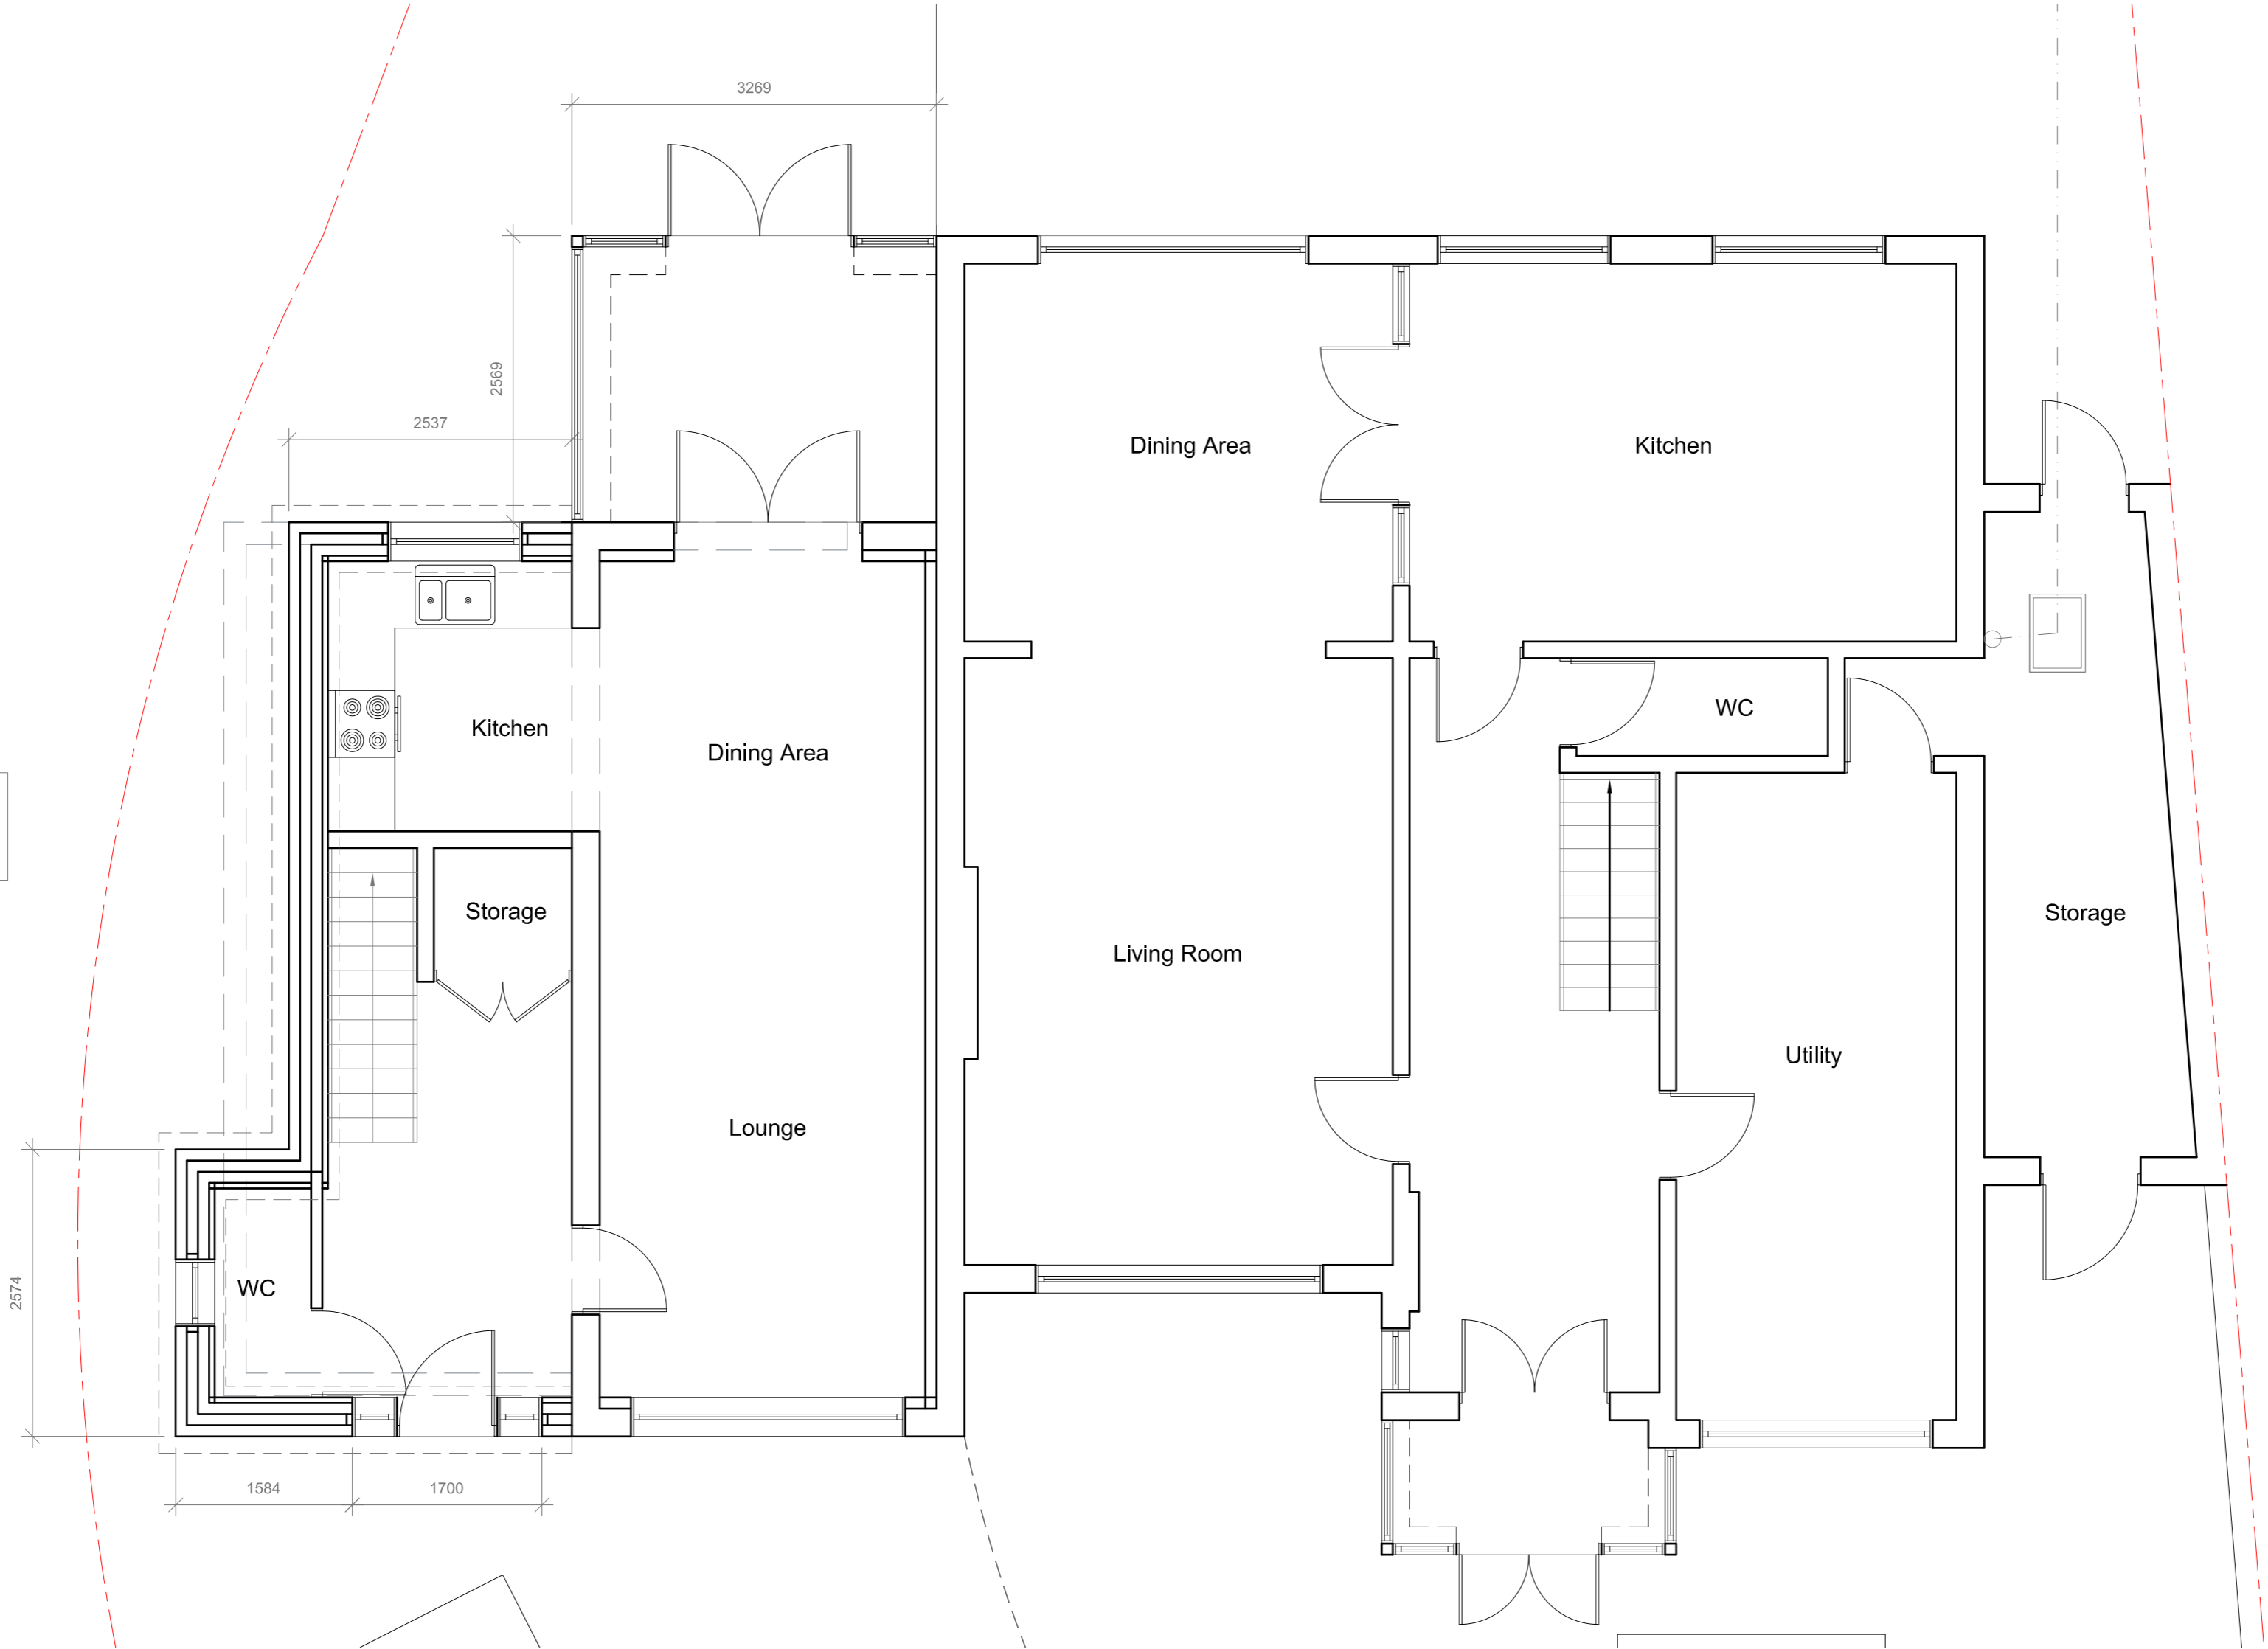 3269
2569
2537
Dining Area
Kitchen
Kitchen
Dining Area
WC
Storage
Living Room
Storage
Utility
Lounge
WC
2574
1584
1700